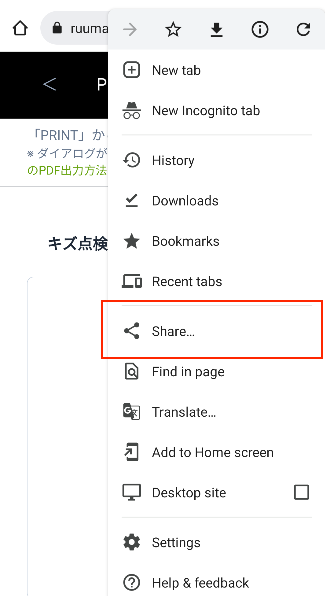 ruuma
New tab
New Incognito tab
History
Downloads
Bookmarks
Recent tabs
Share...
Find in page
Translate...
Add to Home screen
Desktop site
Settings
Help & feedback
P
「PRINT」か
※ ダイアログが
のPDF出力方法
キズ点検